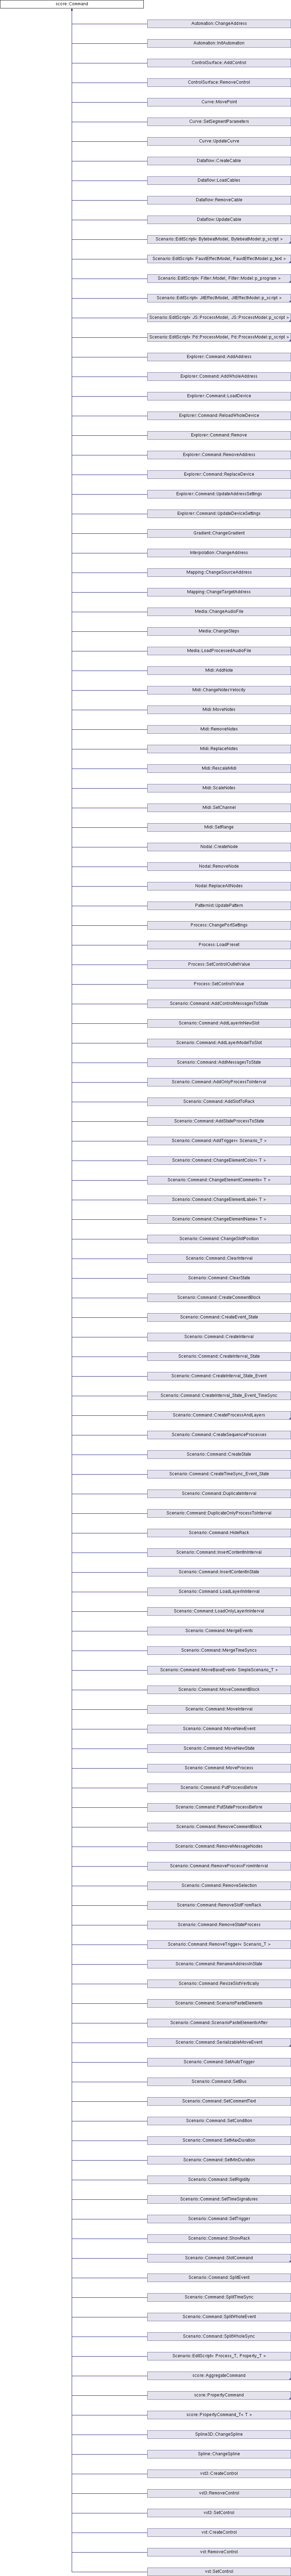 score::Command
Automation::ChangeAddress
Automation::InitAutomation
ControlSurface::AddControl
ControlSurface::RemoveControl
Curve::MovePoint
Curve::SetSegmentParameters
Curve::UpdateCurve
Dataflow::CreateCable
Dataflow::LoadCables
Dataflow::RemoveCable
Dataflow::UpdateCable
Scenario::EditScript< BytebeatModel, BytebeatModel::p_script >
Scenario::EditScript< FaustEffectModel, FaustEffectModel::p_text >
Scenario::EditScript< Filter::Model, Filter::Model::p_program >
Scenario::EditScript< JitEffectModel, JitEffectModel::p_script >
Scenario::EditScript< JS::ProcessModel, JS::ProcessModel::p_script >
Scenario::EditScript< Pd::ProcessModel, Pd::ProcessModel::p_script >
Explorer::Command::AddAddress
Explorer::Command::AddWholeAddress
Explorer::Command::LoadDevice
Explorer::Command::ReloadWholeDevice
Explorer::Command::Remove
Explorer::Command::RemoveAddress
Explorer::Command::ReplaceDevice
Explorer::Command::UpdateAddressSettings
Explorer::Command::UpdateDeviceSettings
Gradient::ChangeGradient
Interpolation::ChangeAddress
Mapping::ChangeSourceAddress
Mapping::ChangeTargetAddress
Media::ChangeAudioFile
Media::ChangeSteps
Media::LoadProcessedAudioFile
Midi::AddNote
Midi::ChangeNotesVelocity
Midi::MoveNotes
Midi::RemoveNotes
Midi::ReplaceNotes
Midi::RescaleMidi
Midi::ScaleNotes
Midi::SetChannel
Midi::SetRange
Nodal::CreateNode
Nodal::RemoveNode
Nodal::ReplaceAllNodes
Patternist::UpdatePattern
Process::ChangePortSettings
Process::LoadPreset
Process::SetControlOutletValue
Process::SetControlValue
Scenario::Command::AddControlMessagesToState
Scenario::Command::AddLayerInNewSlot
Scenario::Command::AddLayerModelToSlot
Scenario::Command::AddMessagesToState
Scenario::Command::AddOnlyProcessToInterval
Scenario::Command::AddSlotToRack
Scenario::Command::AddStateProcessToState
Scenario::Command::AddTrigger< Scenario_T >
Scenario::Command::ChangeElementColor< T >
Scenario::Command::ChangeElementComments< T >
Scenario::Command::ChangeElementLabel< T >
Scenario::Command::ChangeElementName< T >
Scenario::Command::ChangeSlotPosition
Scenario::Command::ClearInterval
Scenario::Command::ClearState
Scenario::Command::CreateCommentBlock
Scenario::Command::CreateEvent_State
Scenario::Command::CreateInterval
Scenario::Command::CreateInterval_State
Scenario::Command::CreateInterval_State_Event
Scenario::Command::CreateInterval_State_Event_TimeSync
Scenario::Command::CreateProcessAndLayers
Scenario::Command::CreateSequenceProcesses
Scenario::Command::CreateState
Scenario::Command::CreateTimeSync_Event_State
Scenario::Command::DuplicateInterval
Scenario::Command::DuplicateOnlyProcessToInterval
Scenario::Command::HideRack
Scenario::Command::InsertContentInInterval
Scenario::Command::InsertContentInState
Scenario::Command::LoadLayerInInterval
Scenario::Command::LoadOnlyLayerInInterval
Scenario::Command::MergeEvents
Scenario::Command::MergeTimeSyncs
Scenario::Command::MoveBaseEvent< SimpleScenario_T >
Scenario::Command::MoveCommentBlock
Scenario::Command::MoveInterval
Scenario::Command::MoveNewEvent
Scenario::Command::MoveNewState
Scenario::Command::MoveProcess
Scenario::Command::PutProcessBefore
Scenario::Command::PutStateProcessBefore
Scenario::Command::RemoveCommentBlock
Scenario::Command::RemoveMessageNodes
Scenario::Command::RemoveProcessFromInterval
Scenario::Command::RemoveSelection
Scenario::Command::RemoveSlotFromRack
Scenario::Command::RemoveStateProcess
Scenario::Command::RemoveTrigger< Scenario_T >
Scenario::Command::RenameAddressInState
Scenario::Command::ResizeSlotVertically
Scenario::Command::ScenarioPasteElements
Scenario::Command::ScenarioPasteElementsAfter
Scenario::Command::SerializableMoveEvent
Scenario::Command::SetAutoTrigger
Scenario::Command::SetBus
Scenario::Command::SetCommentText
Scenario::Command::SetCondition
Scenario::Command::SetMaxDuration
Scenario::Command::SetMinDuration
Scenario::Command::SetRigidity
Scenario::Command::SetTimeSignatures
Scenario::Command::SetTrigger
Scenario::Command::ShowRack
Scenario::Command::SlotCommand
Scenario::Command::SplitEvent
Scenario::Command::SplitTimeSync
Scenario::Command::SplitWholeEvent
Scenario::Command::SplitWholeSync
Scenario::EditScript< Process_T, Property_T >
score::AggregateCommand
score::PropertyCommand
score::PropertyCommand_T< T >
Spline3D::ChangeSpline
Spline::ChangeSpline
vst3::CreateControl
vst3::RemoveControl
vst3::SetControl
vst::CreateControl
vst::RemoveControl
vst::SetControl